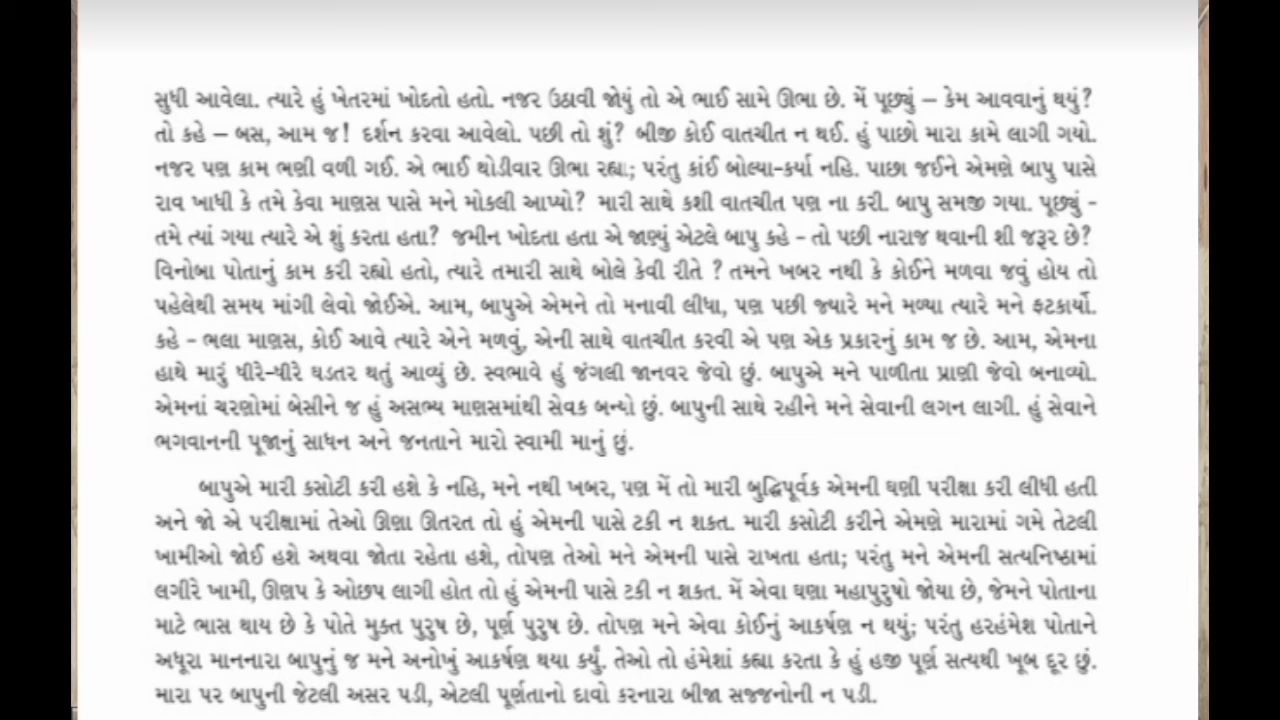 સુધી આવેલા. ત્યારે હું ખેતરમાં ખોદતો હતો. નજર ઉઠાવી જોયું તો એ ભાઈ સામે ઊભા છે. મેં પૂછ્યું – કેમ આવવાનું થયું?
તો કહે – બસ, આમ જ! દર્શન કરવા આવેલો. પછી તો શું? બીજી કોઈ વાતચીત ન થઈ. હું પાછો મારા કામે લાગી ગયો.
નજર પણ કામ ભણી વળી ગઈ. એ ભાઈ થોડીવાર ઊભા રહ્યા; પરંતુ કાંઈ બોલ્યા-કર્યા નહિ. પાછા જઈને એમણે બાપુ પાસે
રાવ ખાધી કે તમે કેવા માણસ પાસે મને મોકલી આપ્યો? મારી સાથે કશી વાતચીત પણ ના કરી. બાપુ સમજી ગયા. પૂછ્યું -
તમે ત્યાં ગયા ત્યારે એ શું કરતા હતા? જમીન ખોદતા હતા એ જાણ્યું એટલે બાપુ કહે - તો પછી નારાજ થવાની શી જરૂર છે?
વિનોબા પોતાનું કામ કરી રહ્યો હતો, ત્યારે તમારી સાથે બોલે કેવી રીતે ? તમને ખબર નથી કે કોઈને મળવા જવું હોય તો
પહેલેથી સમય માંગી લેવો જોઈએ. આમ, બાપુએ એમને તો મનાવી લીધા, પણ પછી જ્યારે મને મળ્યા ત્યારે મને ફટકાર્યો.
કહે - ભલા માણસ, કોઈ આવે ત્યારે એને મળવું, એની સાથે વાતચીત કરવી એ પણ એક પ્રકારનું કામ જ છે. આમ, એમના
હાથે મારું ધીરે-ધીરે ઘડતર થતું આવ્યું છે. સ્વભાવે હું જંગલી જાનવર જેવો છું. બાપુએ મને પાળીતા પ્રાણી જેવો બનાવ્યો.
એમનાં ચરણોમાં બેસીને જ હું અસભ્ય માણસમાંથી સેવક બન્યો છું. બાપુની સાથે રહીને મને સેવાની લગન લાગી. હું સેવાને
ભગવાનની પૂજાનું સાધન અને જનતાને મારો સ્વામી માનું છું.
બાપુએ મારી કસોટી કરી હશે કે નહિ, મને નથી ખબર, પણ મેં તો મારી બુદ્ધિપૂર્વક એમની ઘણી પરીક્ષા કરી લીધી હતી
અને જો એ પરીક્ષામાં તેઓ ઊણા ઊતરત તો હું એમની પાસે ટકી ન શકત. મારી કસોટી કરીને એમણે મારામાં ગમે તેટલી
ખામીઓ જોઈ હશે અથવા જોતા રહેતા હશે, તોપણ તેઓ મને એમની પાસે રાખતા હતા; પરંતુ મને એમની સત્યનિષ્ઠામાં
લગીરે ખામી, ઊણપ કે ઓછપ લાગી હોત તો હું એમની પાસે ટકી ન શકત. મેં એવા ઘણા મહાપુરુષો જોયા છે, જેમને પોતાના
માટે ભાસ થાય છે કે પોતે મુક્ત પુરુષ છે, પૂર્ણ પુરુષ છે. તોપણ મને એવા કોઈનું આકર્ષણ ન થયું; પરંતુ હરહંમેશ પોતાને
અધૂરા માનનારા બાપુનું જ મને અનોખું આકર્ષણ થયા કર્યું. તેઓ તો હંમેશાં કહ્યા કરતા કે હું હજી પૂર્ણ સત્યથી ખૂબ દૂર છું.
મારા પર બાપુની જેટલી અસર પડી, એટલી પૂર્ણતાનો દાવો કરનારા બીજા સજ્જનોની ન પડી.